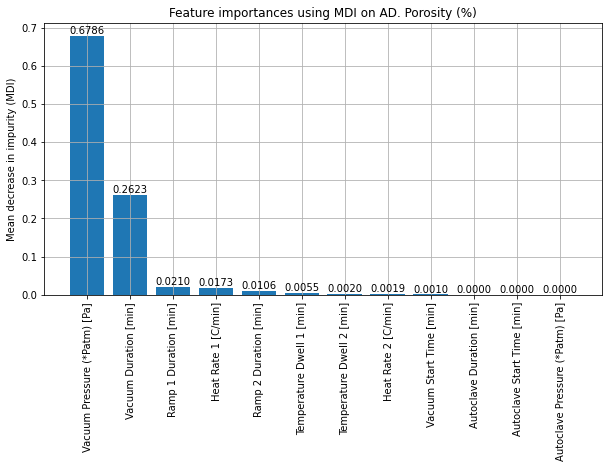 Feature importances using MDI on AD. Porosity (%)
Mean decrease in impurity (MDI)
0.7
0.6
0.5
0.4
0.3
0.2
0.1
0.0
0.6786
0.2623
0.0210
0.0173
0.0106
0.0055
0.0020
0.0019
0.0010
0.0000
0.0000
0.0000
Vacuum Pressure (*Patm) [Pa]
Vacuum Duration [min]
Ramp 1 Duration [min]
Heat Rate 1 [C/min]
Ramp 2 Duration [min]
Temperature Dwell 1 [min]
Temperature Dwell 2 [min]
Heat Rate 2 [C/min]
Vacuum Start Time [min]
Autoclave Duration [min]
Autoclave Start Time [min]
Autoclave Pressure (*Patm) [Pa]